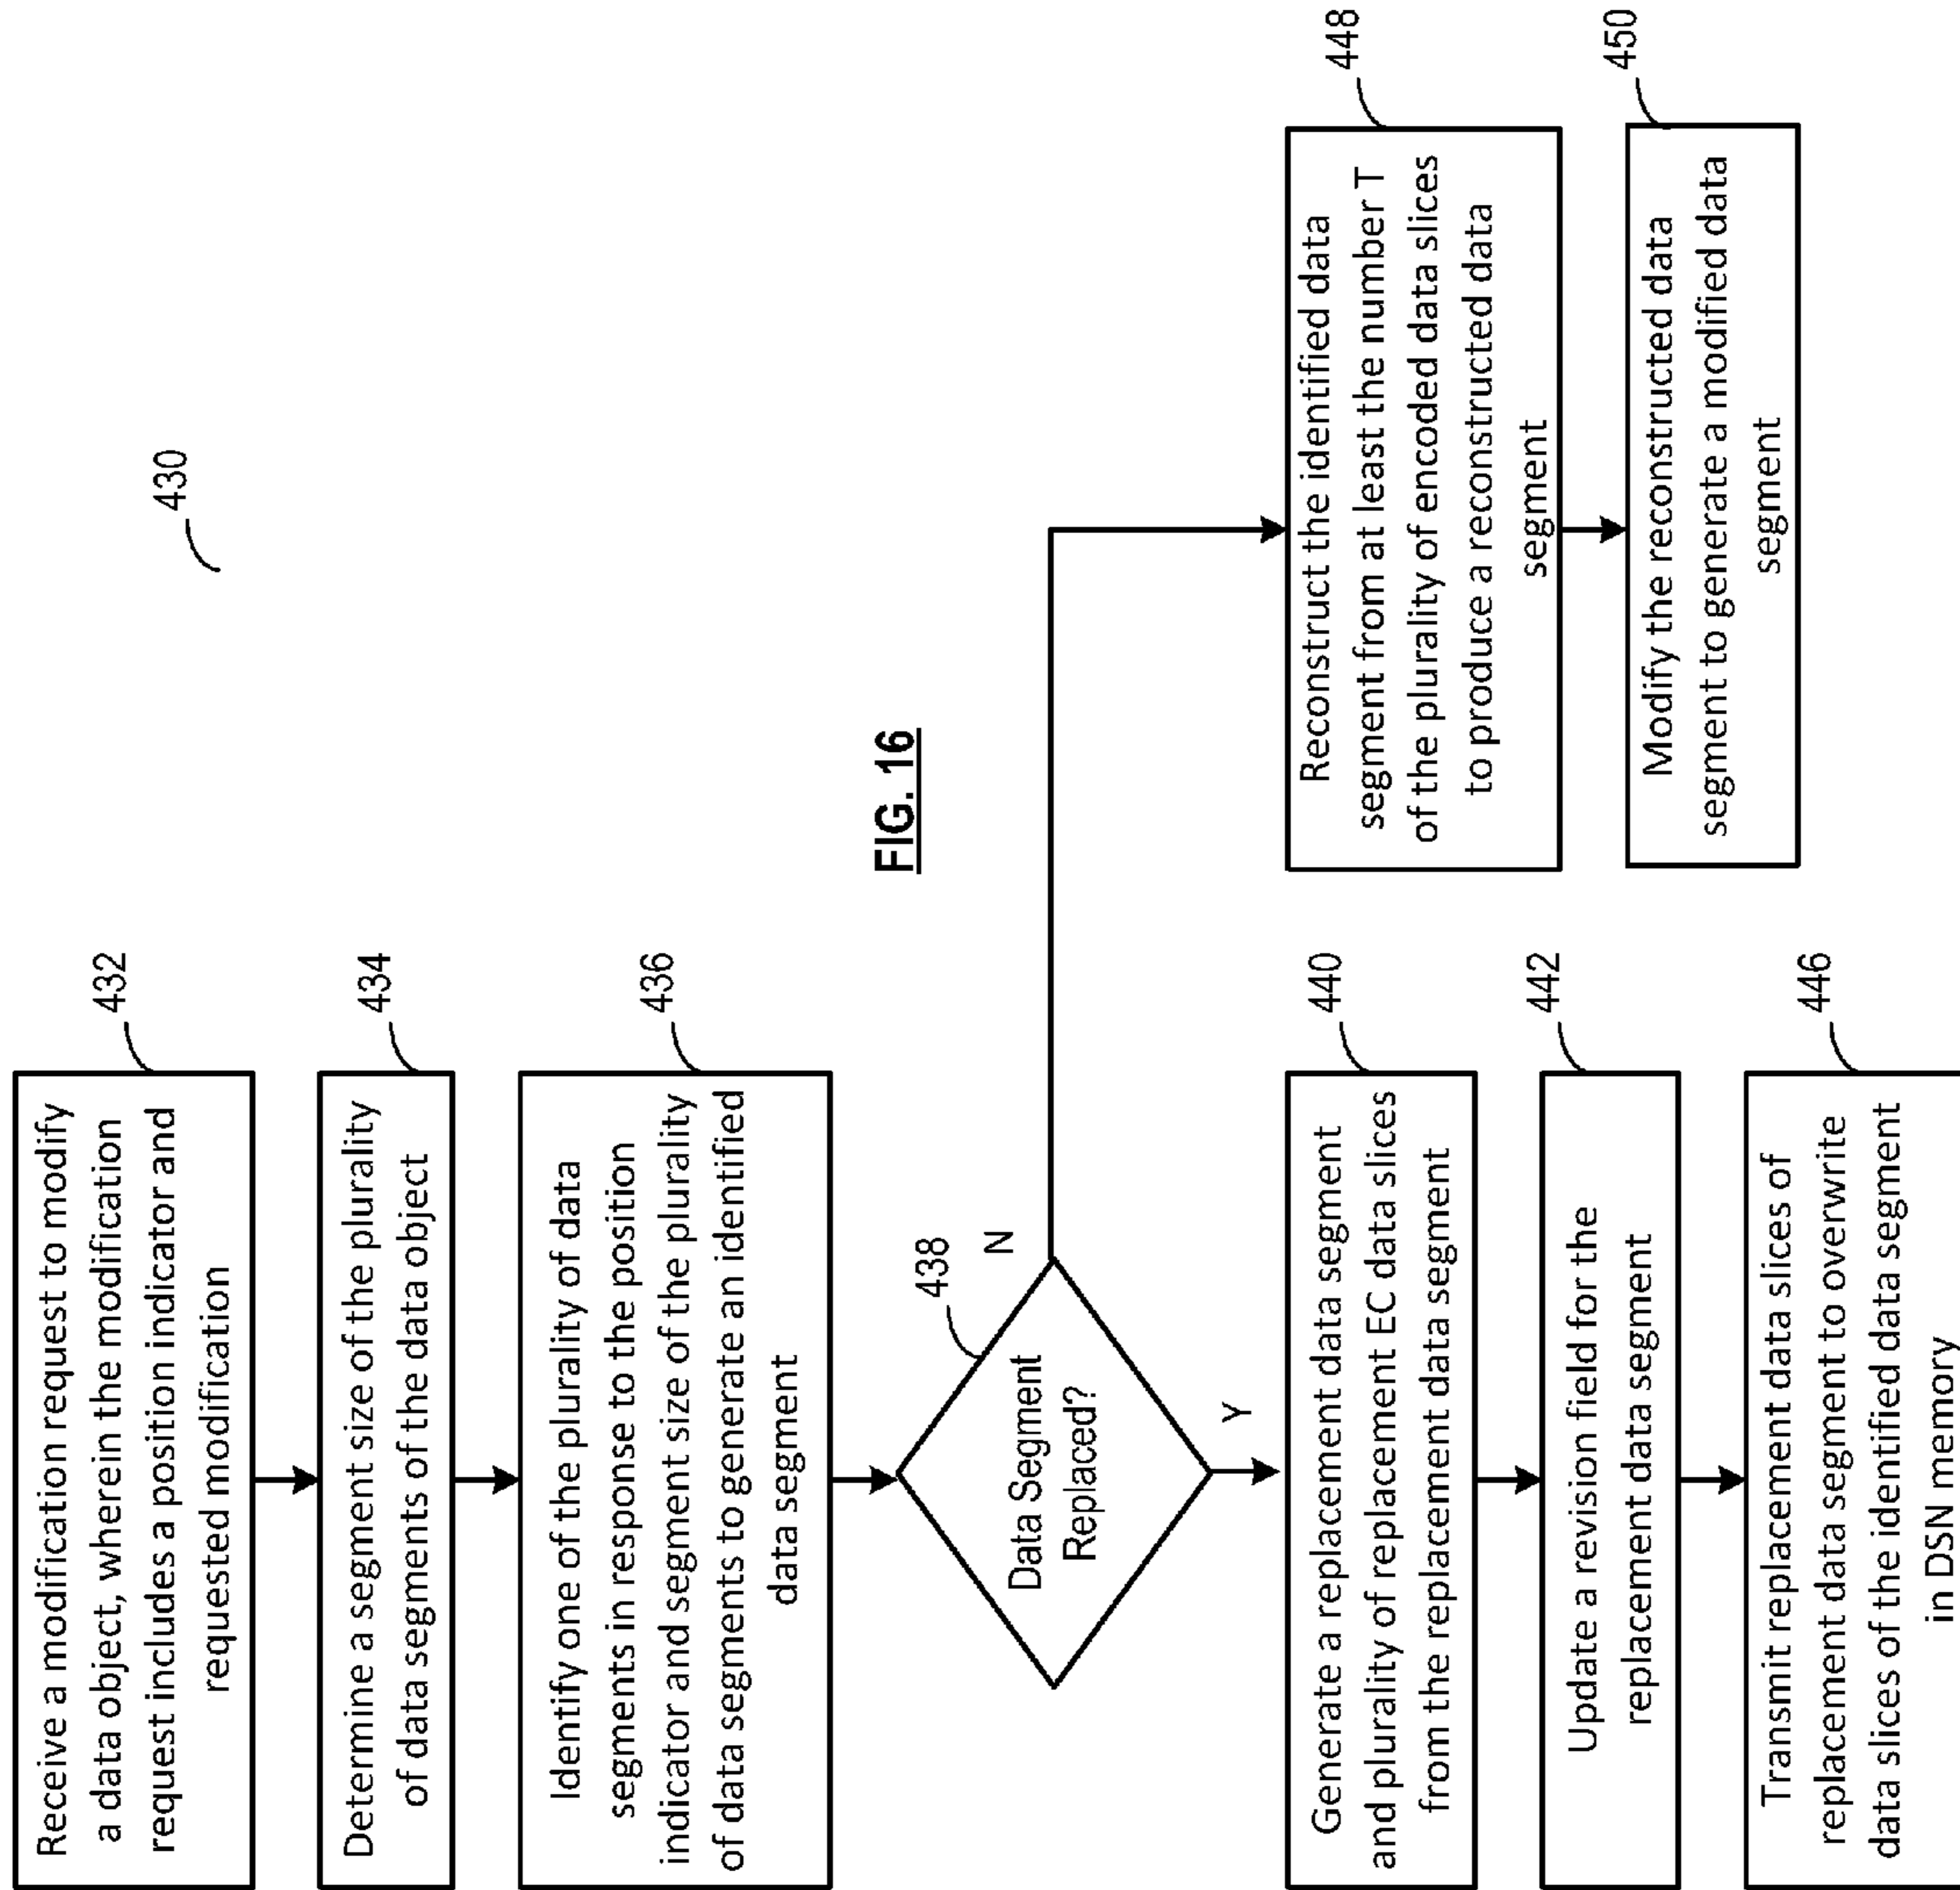 430
Receive a modification request to modify
a data object, wherein the modification
request includes a position indicator and
requested modification
432
Determine a segment size of the plurality
of data segments of the data object
434
Identify one of the plurality of data
segments in response to the position
indicator and segment size of the plurality
of data segments to generate an identified
data segment
436
FIG. 16
438
Data Segment
Replaced?
N
Y
Generate a replacement data segment
and plurality of replacement EC data slices
from the replacement data segment
440
Update a revision field for the
replacement data segment
442
Transmit replacement data slices of
replacement data segment to overwrite
data slices of the identified data segment
in DSN memory
446
Reconstruct the identified data
segment from at least the number T
of the plurality of encoded data slices
to produce a reconstructed data
segment
448
Modify the reconstructed data
segment to generate a modified data
segment
450